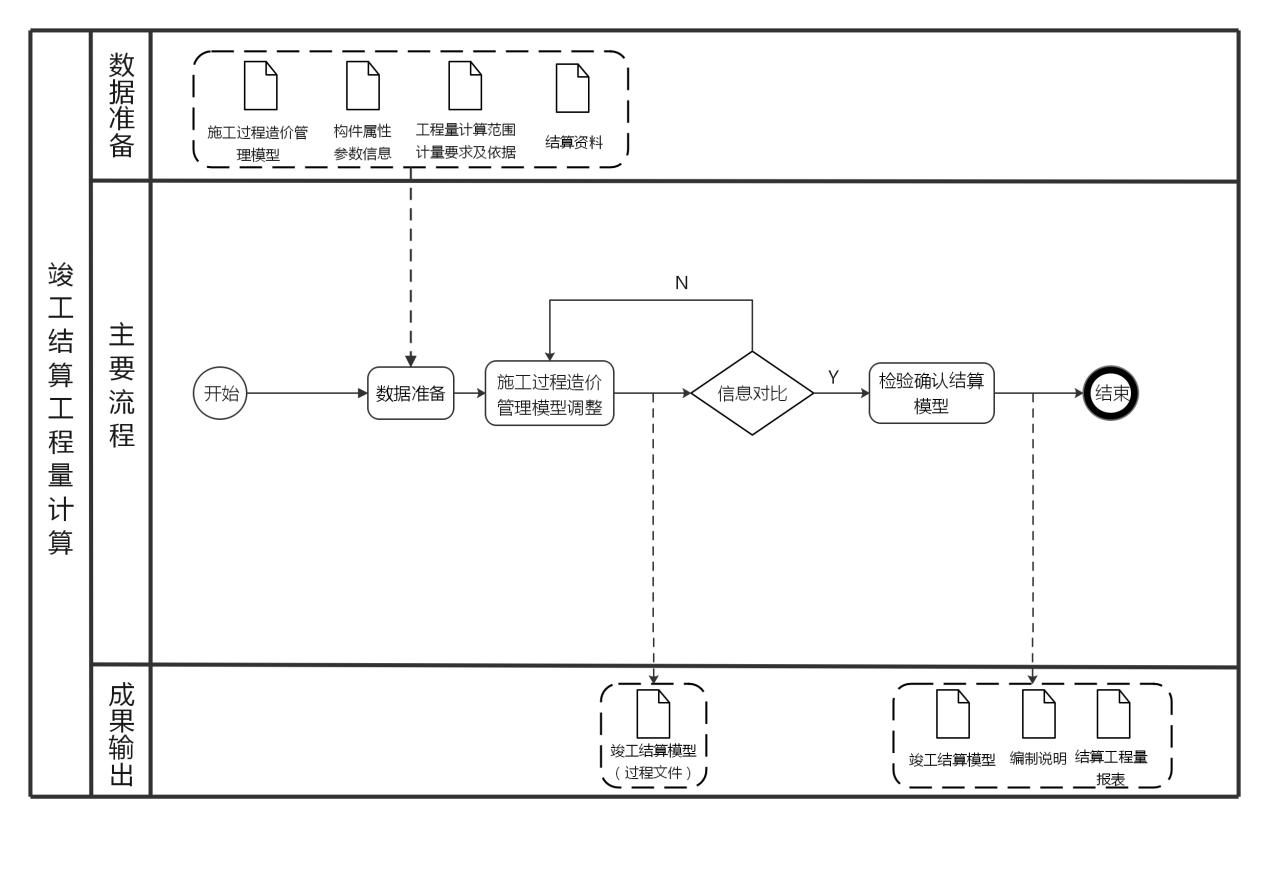 竣工结算工程量计算
数据准备
施工过程造价管
理模型
构件属性
参数信息
工程量计算范围
计量要求及依据
结算资料
主要流程
开始
数据准备
施工过程造价
管理模型调整
N
信息对比
Y
检验确认结算
模型
结束
成果输出
竣工结算模型
（过程文件）
竣工结算模型
编制说明
结算工程量
报表